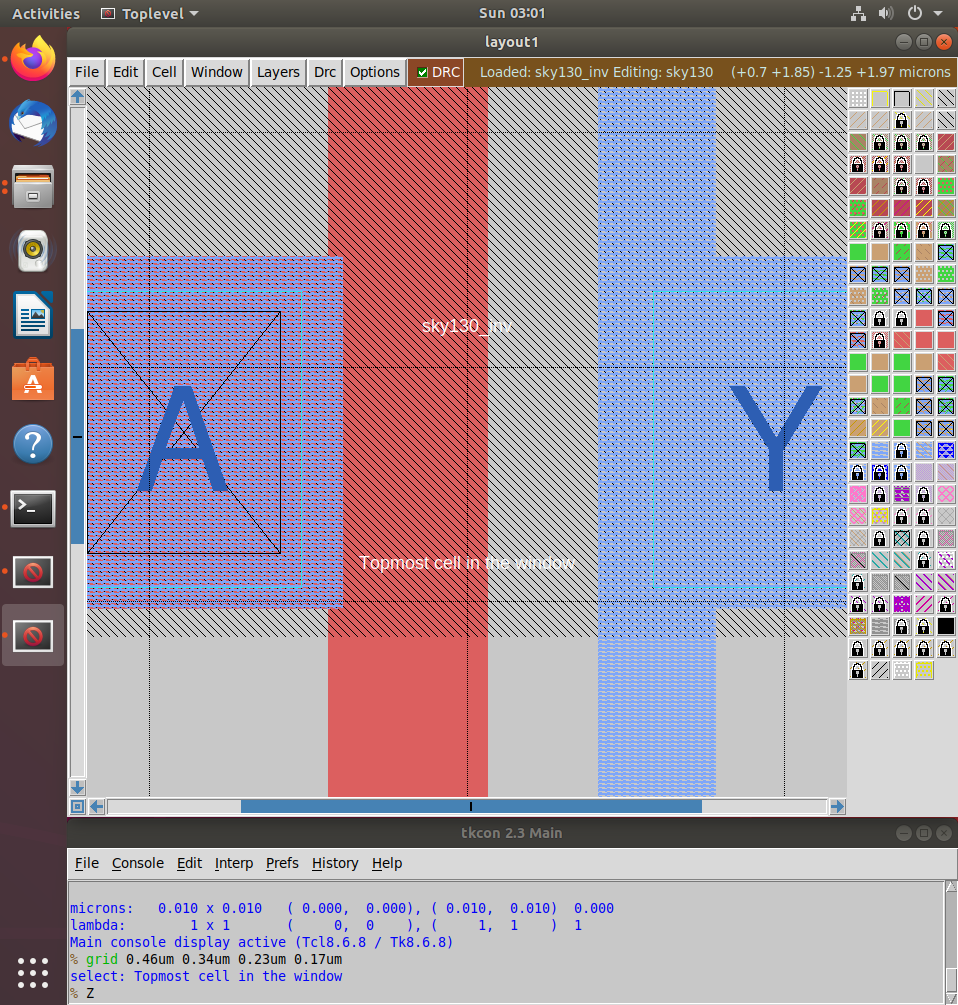 Activities Toplevel Sun 03:01
layout1
File Edit Cell Window Layers Drc Options DRC Loaded: sky130_inv Editing: sky130 (+0.7 +1.85) -1.25 +1.97 microns
sky130_inv
A Y
Topmost cell in the window
tkcon 2.3 Main
File Console Edit Interp Prefs History Help
microns: 0.010 x 0.010 ( 0.000, 0.000), ( 0.010, 0.010) 0.000
lambda: 1 x 1 ( 0, 0 ), ( 1, 1 ) 1
Main console display active (Tcl8.6.8 / Tk8.6.8)
% grid 0.46um 0.34um 0.23um 0.17um
select: Topmost cell in the window
% Z